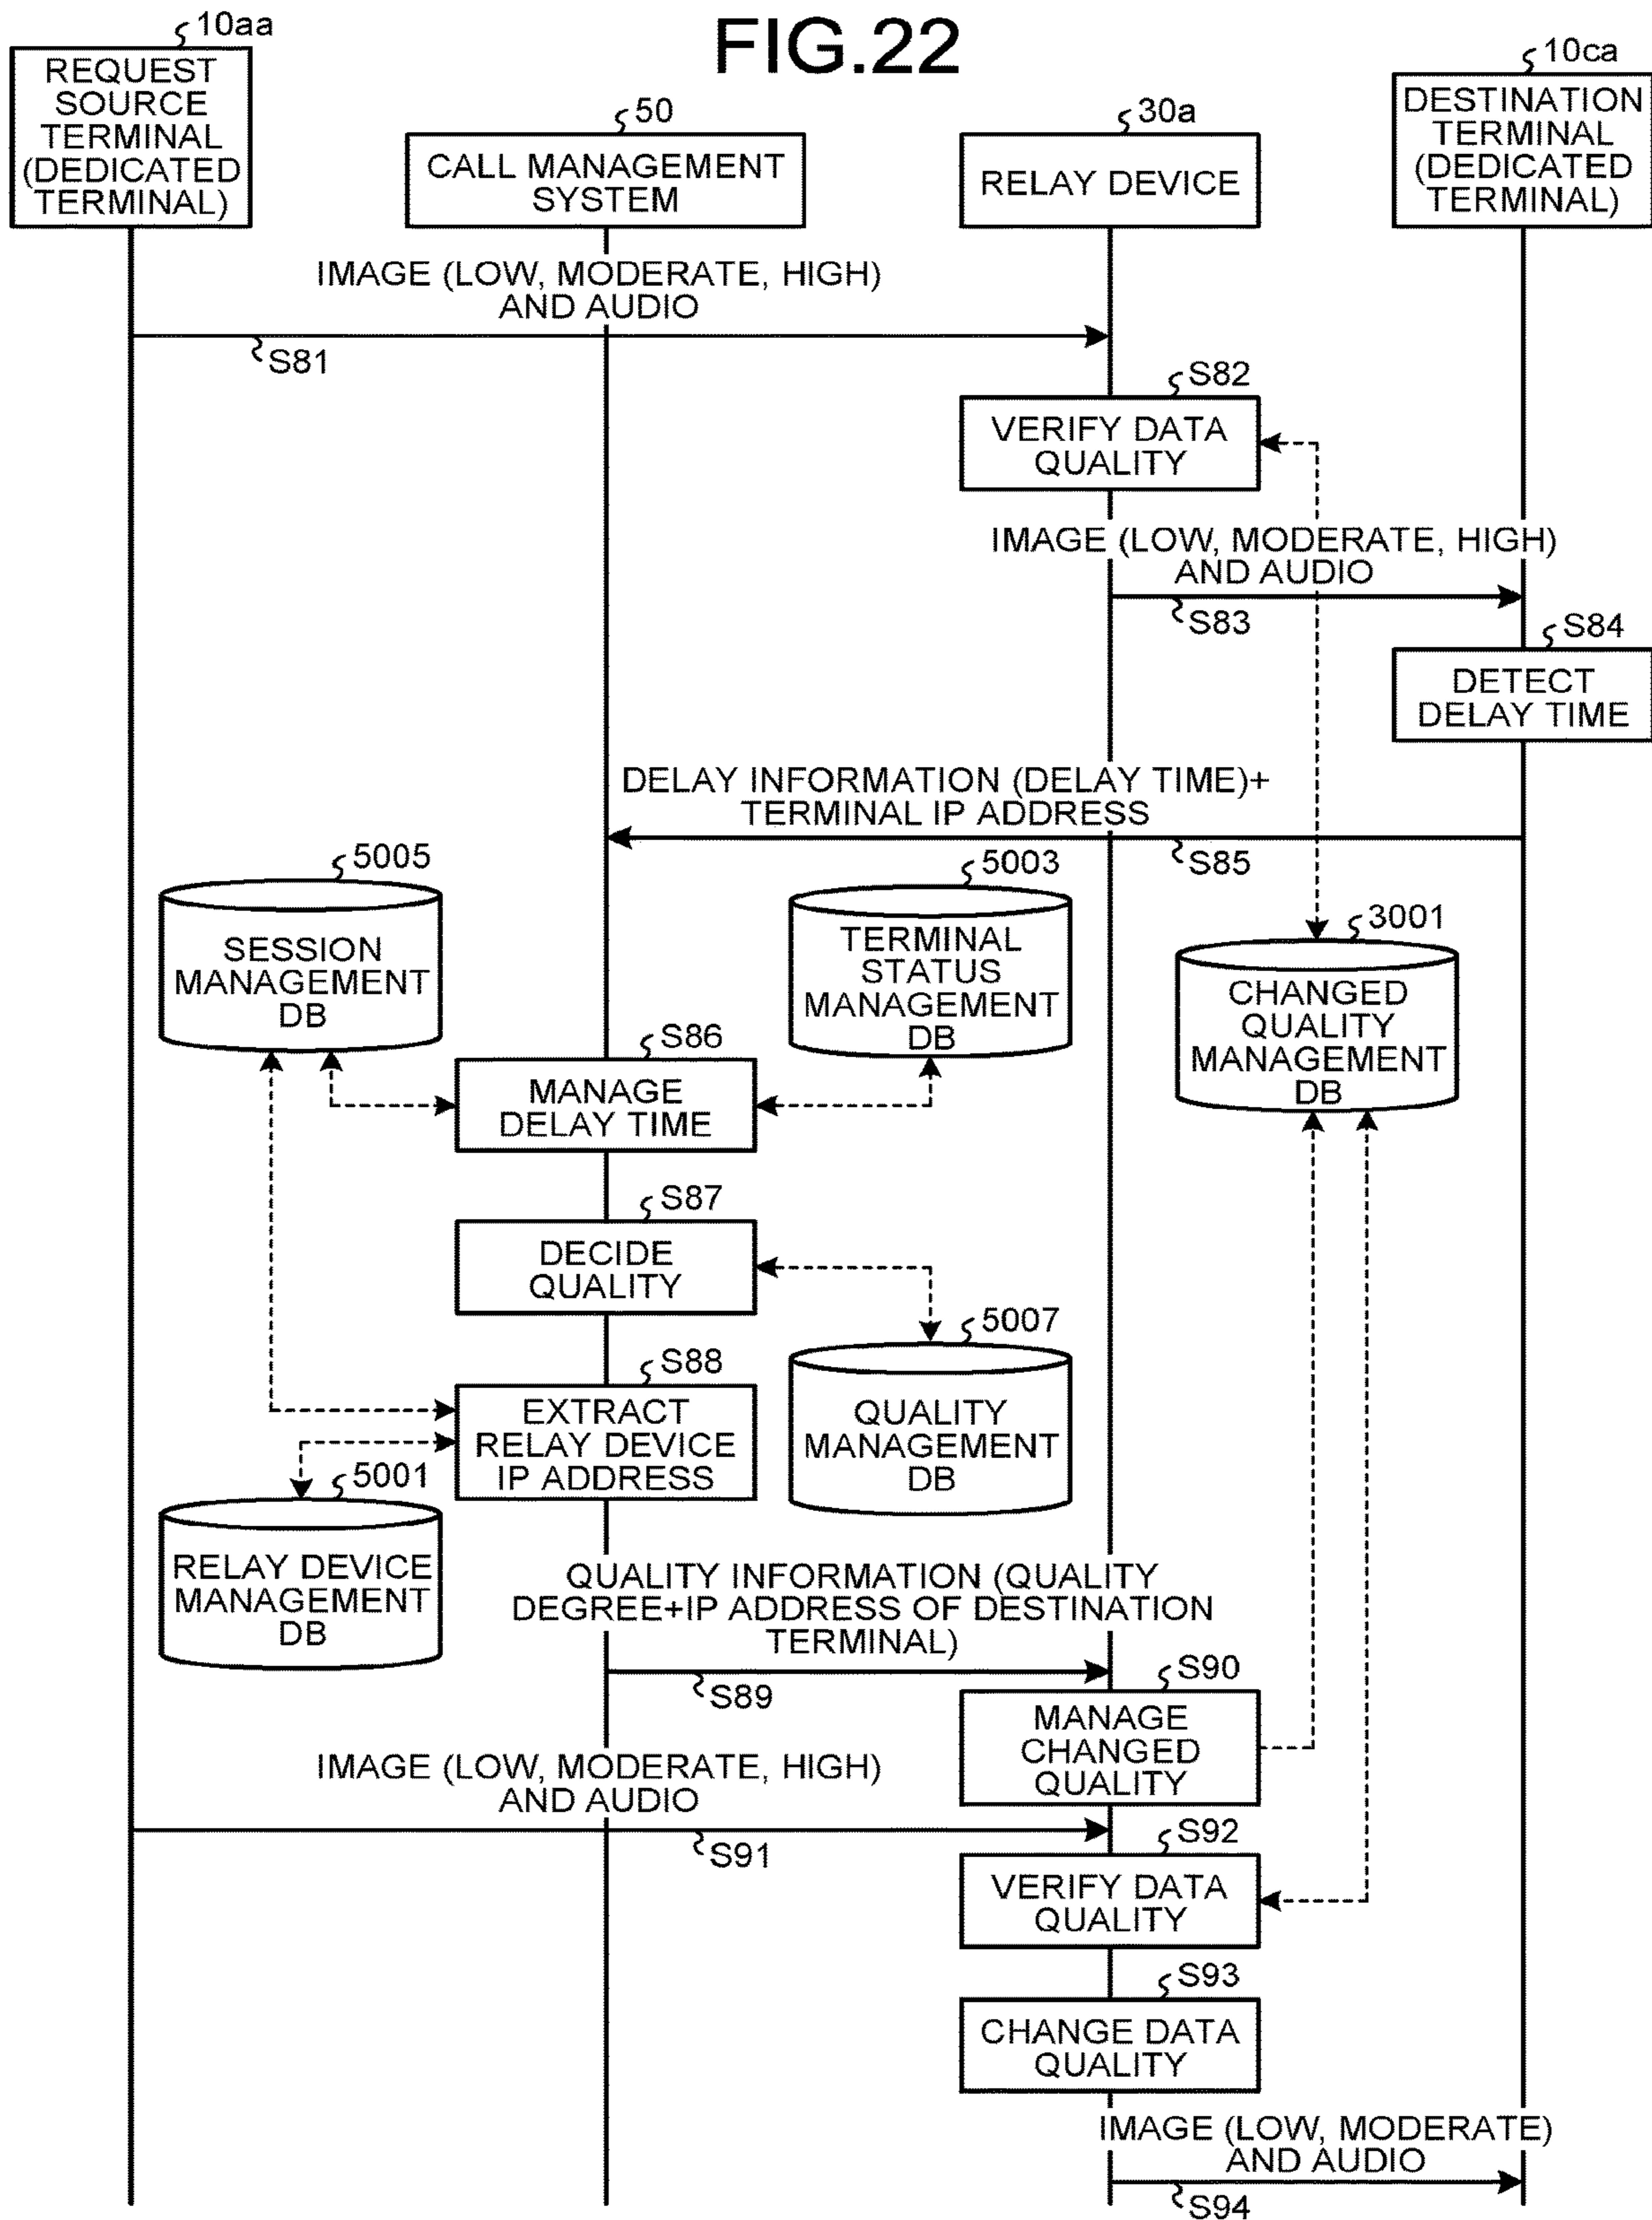 FIG.22
10aa
REQUEST
SOURCE
TERMINAL
(DEDICATED
TERMINAL)
50
CALL MANAGEMENT
SYSTEM
30a
RELAY DEVICE
10ca
DESTINATION
TERMINAL
(DEDICATED
TERMINAL)
IMAGE (LOW, MODERATE, HIGH)
AND AUDIO
S81
S82
VERIFY DATA
QUALITY
IMAGE (LOW, MODERATE, HIGH)
AND AUDIO
S83
S84
DETECT
DELAY TIME
DELAY INFORMATION (DELAY TIME)+
TERMINAL IP ADDRESS
S85
5005
SESSION
MANAGEMENT
DB
5003
TERMINAL
STATUS
MANAGEMENT
DB
3001
CHANGED
QUALITY
MANAGEMENT
DB
S86
MANAGE
DELAY TIME
S87
DECIDE
QUALITY
5007
QUALITY
MANAGEMENT
DB
S88
EXTRACT
RELAY DEVICE
IP ADDRESS
5001
RELAY DEVICE
MANAGEMENT
DB
QUALITY INFORMATION (QUALITY
DEGREE+IP ADDRESS OF DESTINATION
TERMINAL)
S89
S90
MANAGE
CHANGED
QUALITY
IMAGE (LOW, MODERATE, HIGH)
AND AUDIO
S91
S92
VERIFY DATA
QUALITY
S93
CHANGE DATA
QUALITY
IMAGE (LOW, MODERATE)
AND AUDIO
S94